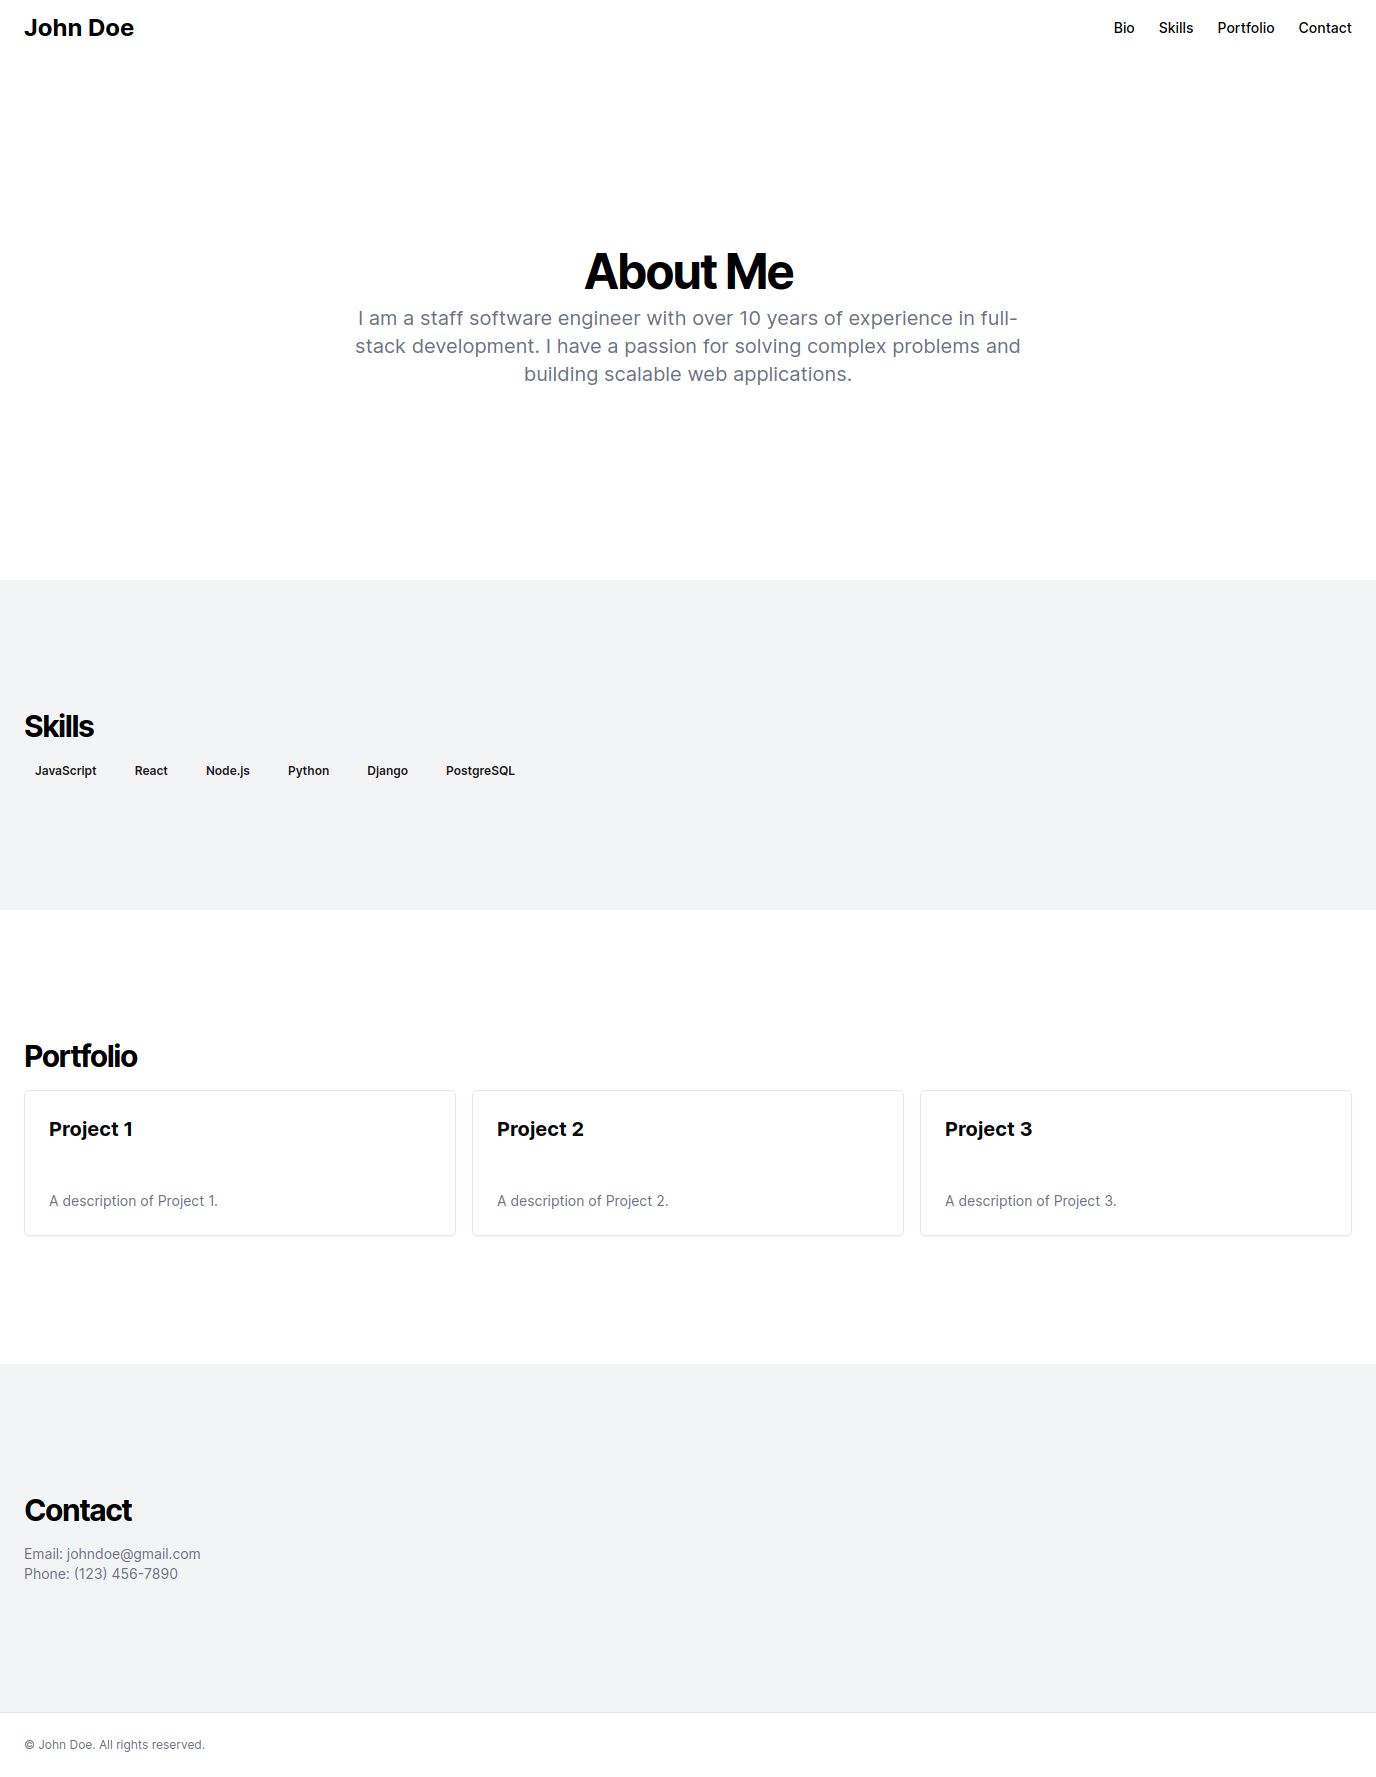 John Doe
Bio Skills Portfolio Contact
About Me
I am a staff software engineer with over 10 years of experience in full-
stack development. I have a passion for solving complex problems and
building scalable web applications.
Skills
JavaScript React Node.js Python Django PostgreSQL
Portfolio
Project 1
A description of Project 1.
Project 2
A description of Project 2.
Project 3
A description of Project 3.
Contact
Email: johndoe@gmail.com
Phone: (123) 456-7890
© John Doe. All rights reserved.